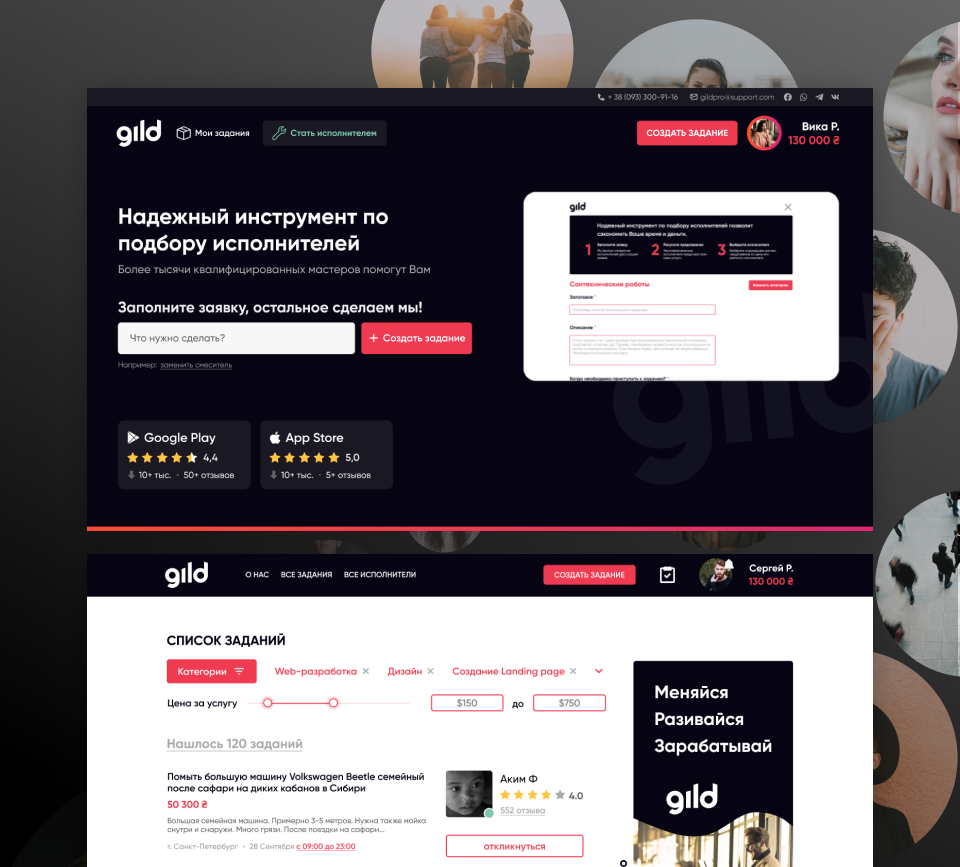 + 38 (093) 300-91-16 gildpro@support.com
gild
Мои задания
Стать исполнителем
СОЗДАТЬ ЗАДАНИЕ
Вика Р.
130 000 ₴
Надежный инструмент по
подбору исполнителей
Более тысячи квалифицированных мастеров помогут Вам
Заполните заявку, остальное сделаем мы!
Что нужно сделать?
+ Создать задание
Например: заменить смеситель
Google Play
4,4
10+ тыс. · 50+ отзывов
App Store
5,0
10+ тыс. · 5+ отзывов
gild
Надежный инструмент по подбору исполнителей позволит
сэкономить Ваше время и деньги.
1
Заполните заявку
2
Получите предложения
3
Выберите исполнителя
Сантехнические работы
Заголовок *
Описание *
Когда необходимо приступить к заданию? *
gild
gild
О НАС ВСЕ ЗАДАНИЯ ВСЕ ИСПОЛНИТЕЛИ
СОЗДАТЬ ЗАДАНИЕ
Сергей Р.
130 000 ₴
СПИСОК ЗАДАНИЙ
Категории
Web-разработка ×
Дизайн ×
Создание Landing page ×
Цена за услугу
$150 до $750
Нашлось 120 заданий
Помыть большую машину Volkswagen Beetle семейный
после сафари на диких кабанов в Сибири
50 300 ₴
Большая семейная машина. Примерно 3-5 метров. Нужна также мойка
снутри и снаружи. Много грязи. После поездки на сафари...
г. Санкт-Петербург · 28 Сентября с 09:00 до 23:00
Аким Ф
4.0
552 отзыва
откликнуться
Меняйся
Разивайся
Зарабатывай
gild